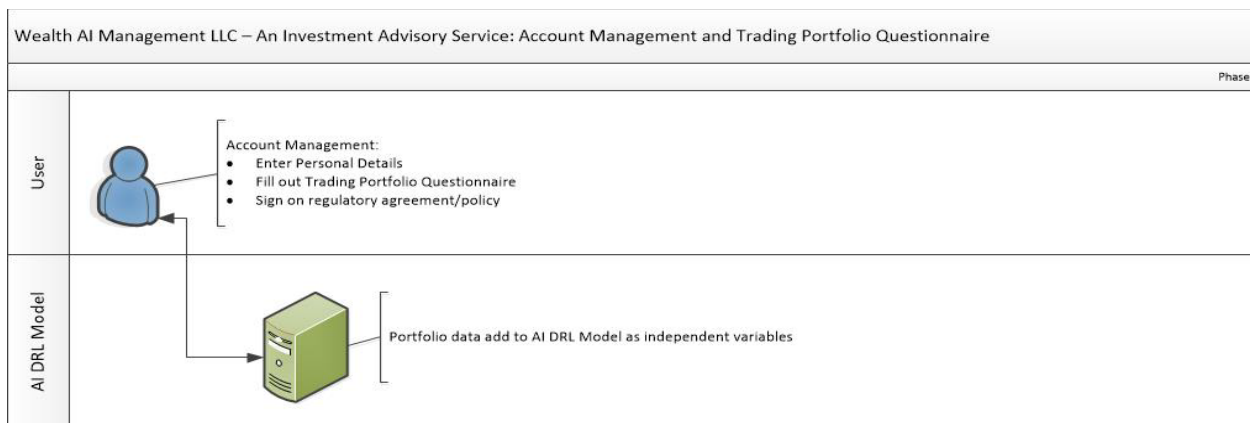 Wealth AI Management LLC – An Investment Advisory Service: Account Management and Trading Portfolio Questionnaire
Phase
User
Account Management:
• Enter Personal Details
• Fill out Trading Portfolio Questionnaire
• Sign on regulatory agreement/policy
AI DRL Model
Portfolio data add to AI DRL Model as independent variables